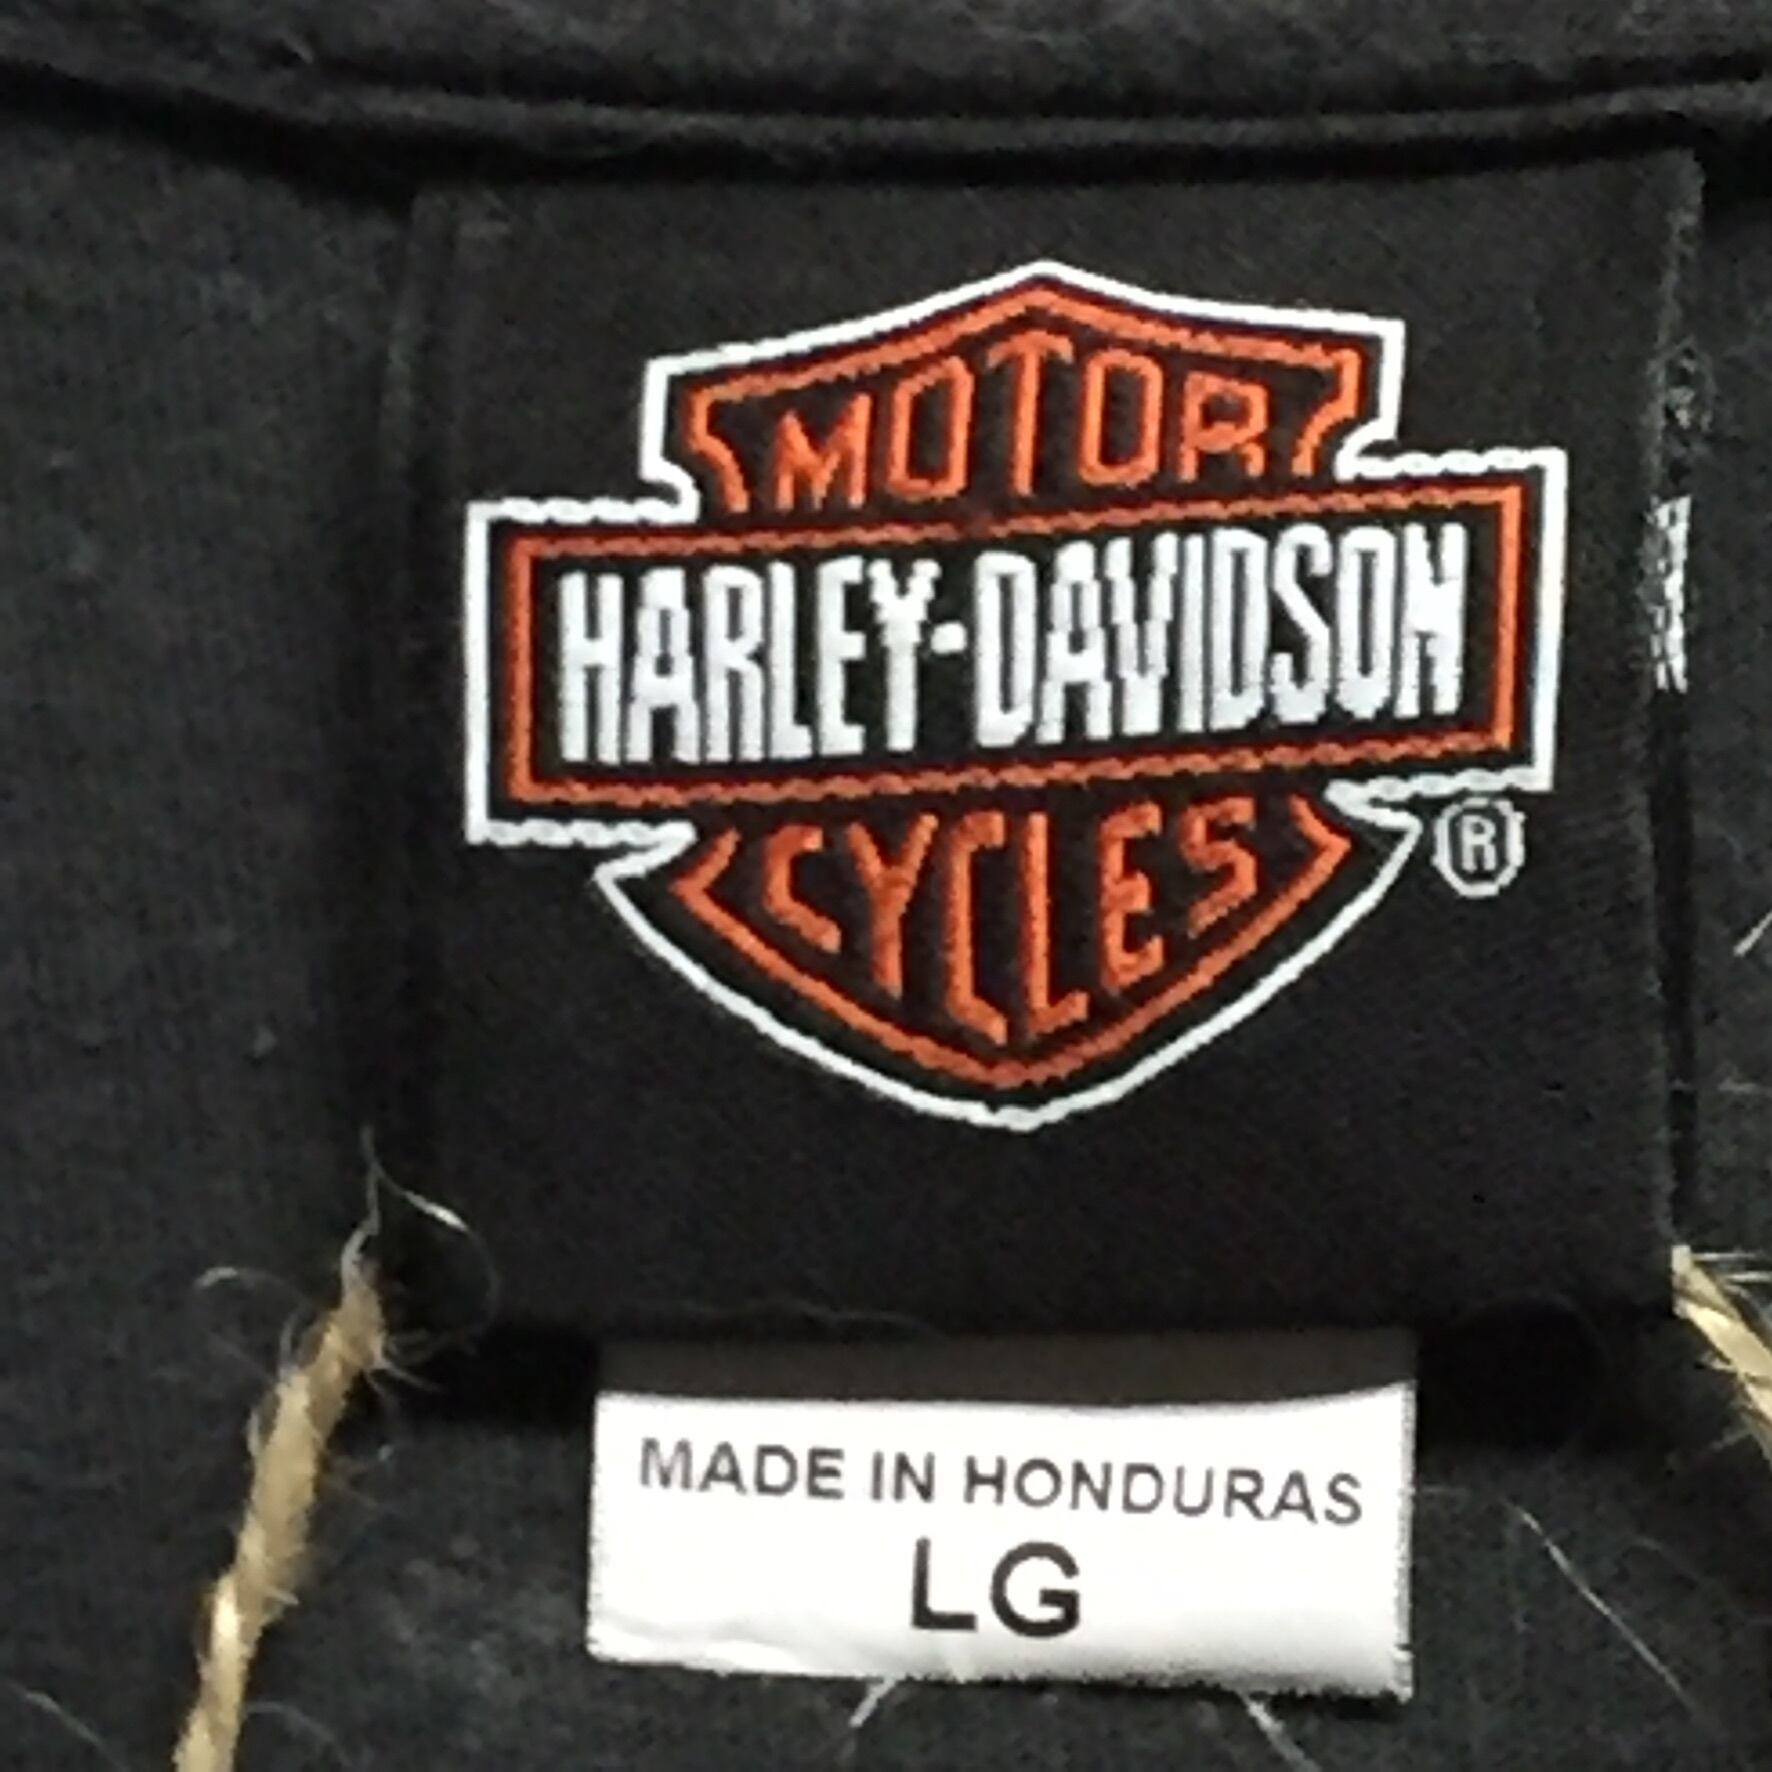 MOTOR
HARLEY-DAVIDSON
CYCLES
®
MADE IN HONDURAS
LG